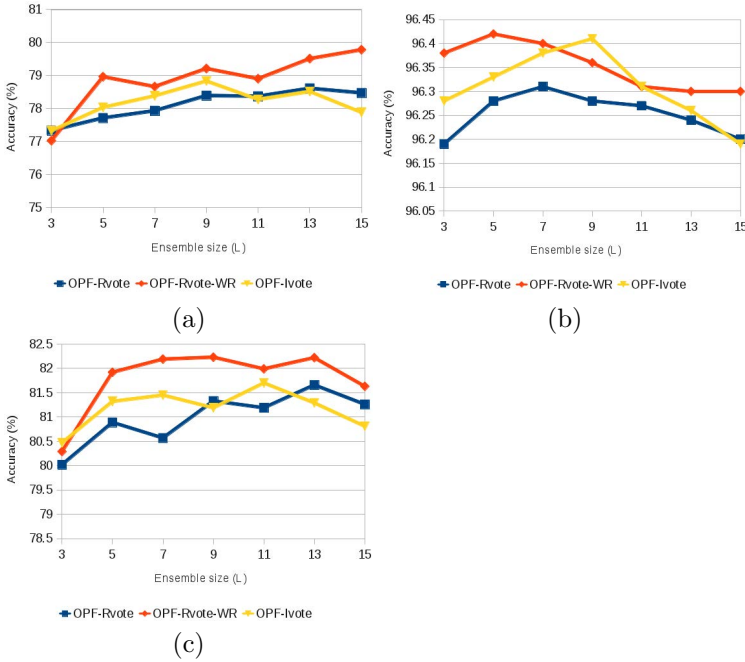 81
80
79
78
77
76
75
Accuracy (%)
3 5 7 9 11 13 15
Ensemble size (L)
OPF-Rvote OPF-Rvote-WR OPF-Ivote
(a)
96.45
96.4
96.35
96.3
96.25
96.2
96.15
96.1
96.05
Accuracy (%)
3 5 7 9 11 13 15
Ensemble size (L)
OPF-Rvote OPF-Rvote-WR OPF-Ivote
(b)
82.5
82
81.5
81
80.5
80
79.5
79
78.5
Accuracy (%)
3 5 7 9 11 13 15
Ensemble size (L)
OPF-Rvote OPF-Rvote-WR OPF-Ivote
(c)